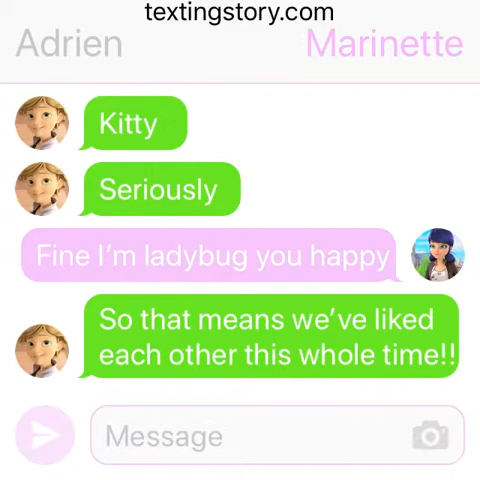 textingstory.com
Adrien
Marinette
Kitty
Seriously
Fine I’m ladybug you happy
So that means we’ve liked
each other this whole time!!
Message